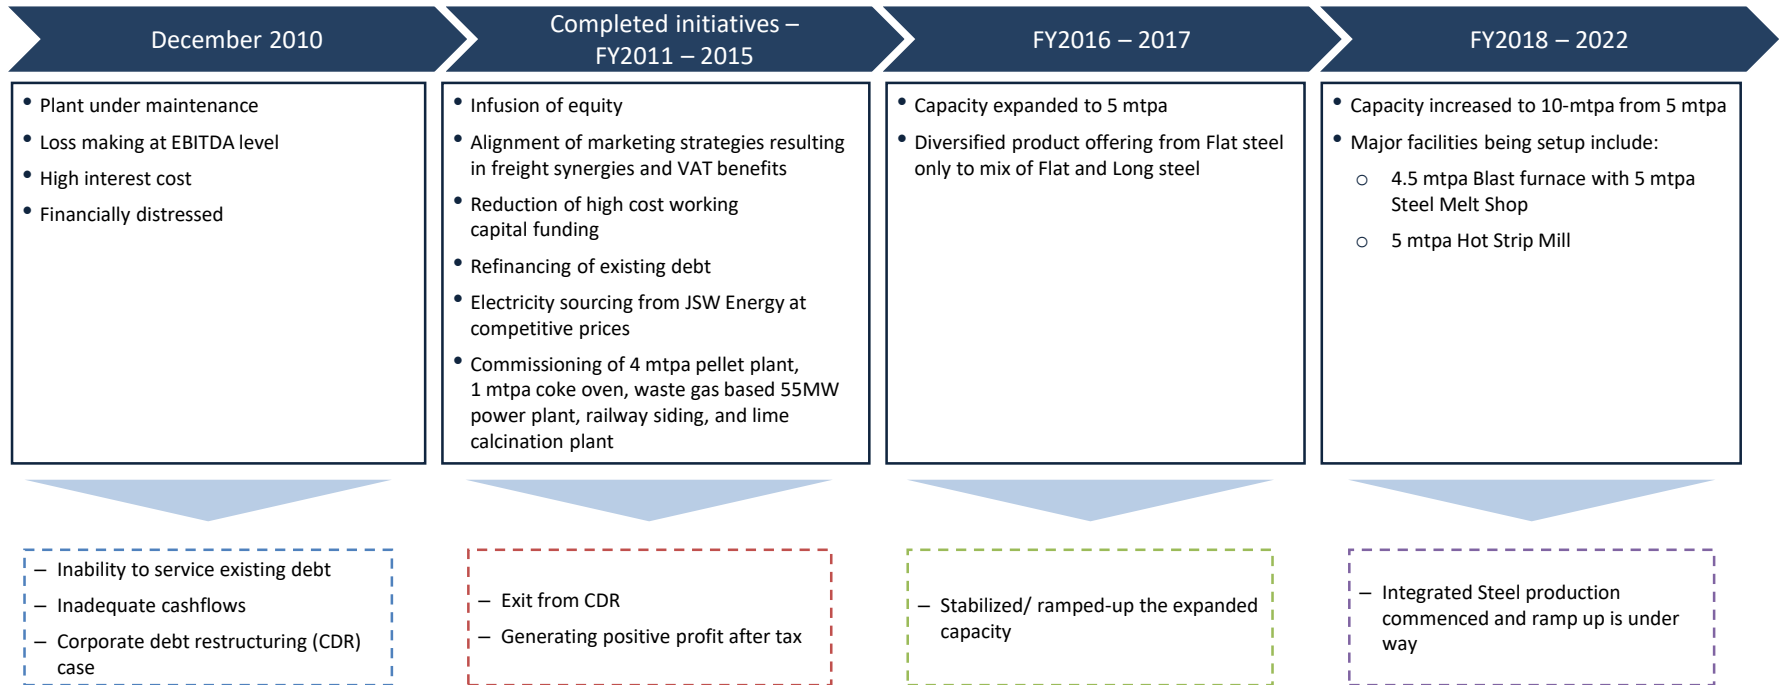 December 2010
Completed initiatives –
FY2011 – 2015
FY2016 – 2017
FY2018 – 2022
• Plant under maintenance
• Loss making at EBITDA level
• High interest cost
• Financially distressed
• Infusion of equity
• Alignment of marketing strategies resulting
in freight synergies and VAT benefits
• Reduction of high cost working
capital funding
• Refinancing of existing debt
• Electricity sourcing from JSW Energy at
competitive prices
• Commissioning of 4 mtpa pellet plant,
1 mtpa coke oven, waste gas based 55MW
power plant, railway siding, and lime
calcination plant
• Capacity expanded to 5 mtpa
• Diversified product offering from Flat steel
only to mix of Flat and Long steel
• Capacity increased to 10-mtpa from 5 mtpa
• Major facilities being setup include:
o 4.5 mtpa Blast furnace with 5 mtpa
Steel Melt Shop
o 5 mtpa Hot Strip Mill
– Inability to service existing debt
– Inadequate cashflows
– Corporate debt restructuring (CDR)
case
– Exit from CDR
– Generating positive profit after tax
– Stabilized/ ramped-up the expanded
capacity
– Integrated Steel production
commenced and ramp up is under
way